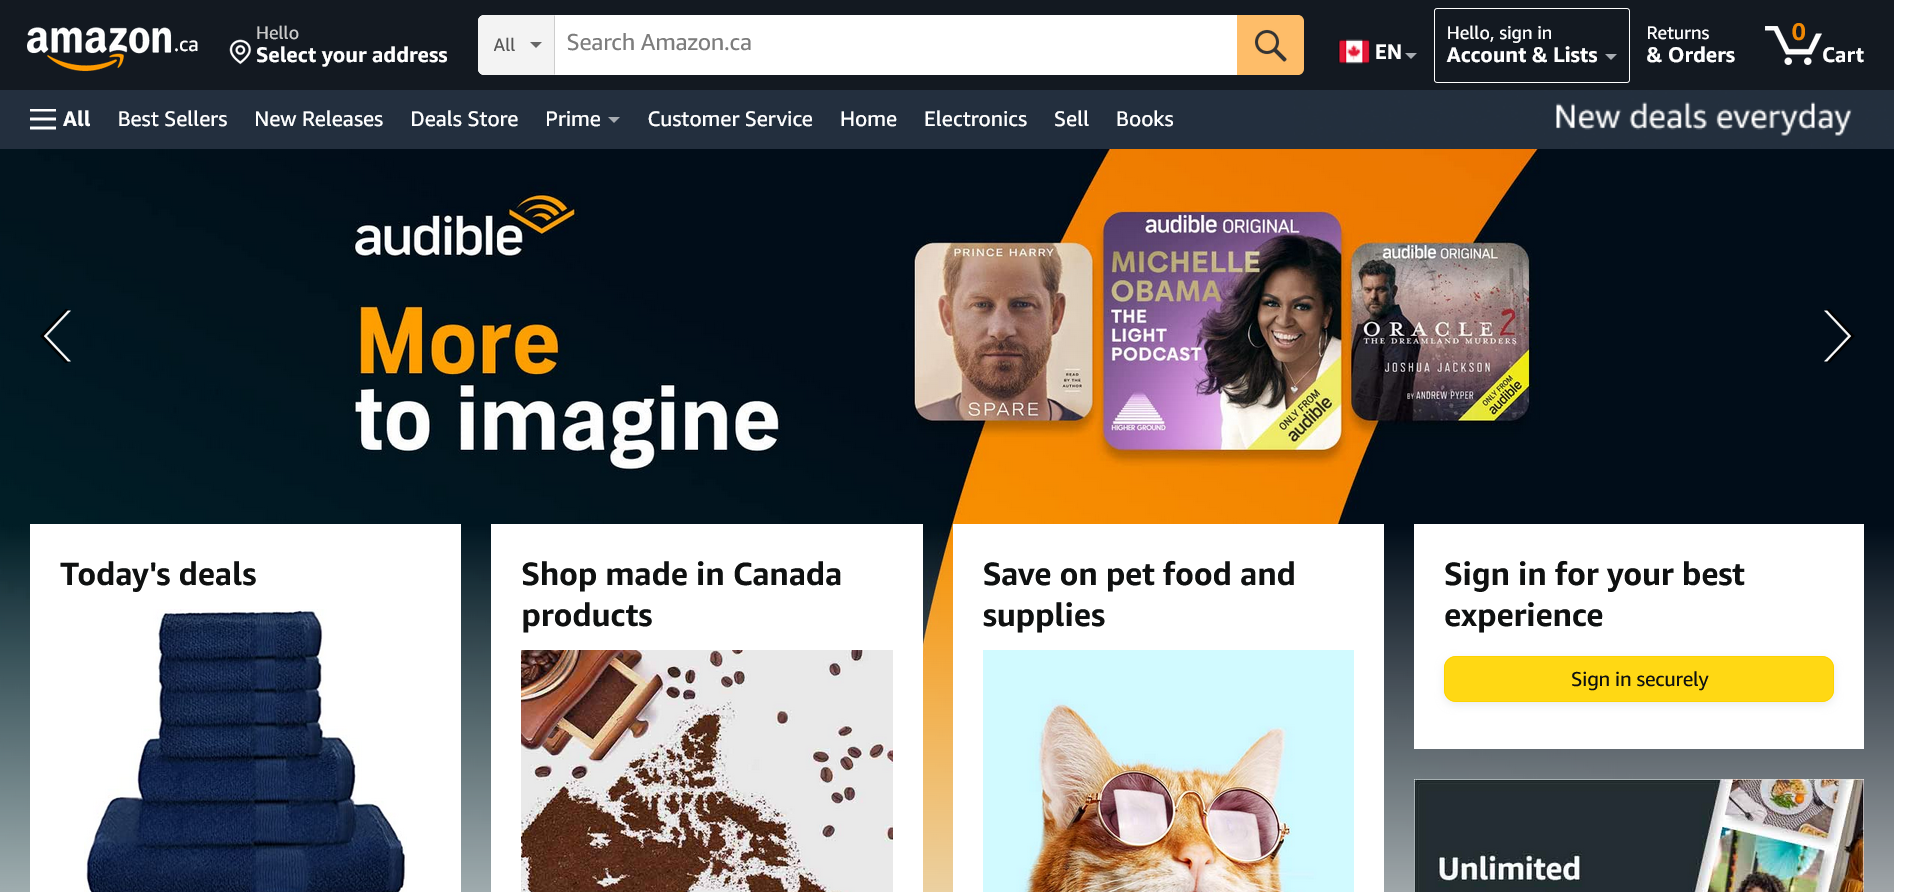 amazon.ca
Hello
Select your address
All
Search Amazon.ca
EN
Hello, sign in
Account & Lists
Returns
& Orders
0
Cart
All
Best Sellers
New Releases
Deals Store
Prime
Customer Service
Home
Electronics
Sell
Books
New deals everyday
audible
More
to imagine
PRINCE HARRY
READ BY THE AUTHOR
SPARE
audible ORIGINAL
MICHELLE
OBAMA
THE
LIGHT
PODCAST
HIGHER GROUND
ONLY FROM
audible
audible ORIGINAL
ORACLE 2
THE DREAMLAND MURDERS
JOSHUA JACKSON
BY ANDREW PYPER
ONLY FROM
audible
Today's deals
Shop made in Canada
products
Save on pet food and
supplies
Sign in for your best
experience
Sign in securely
Unlimited